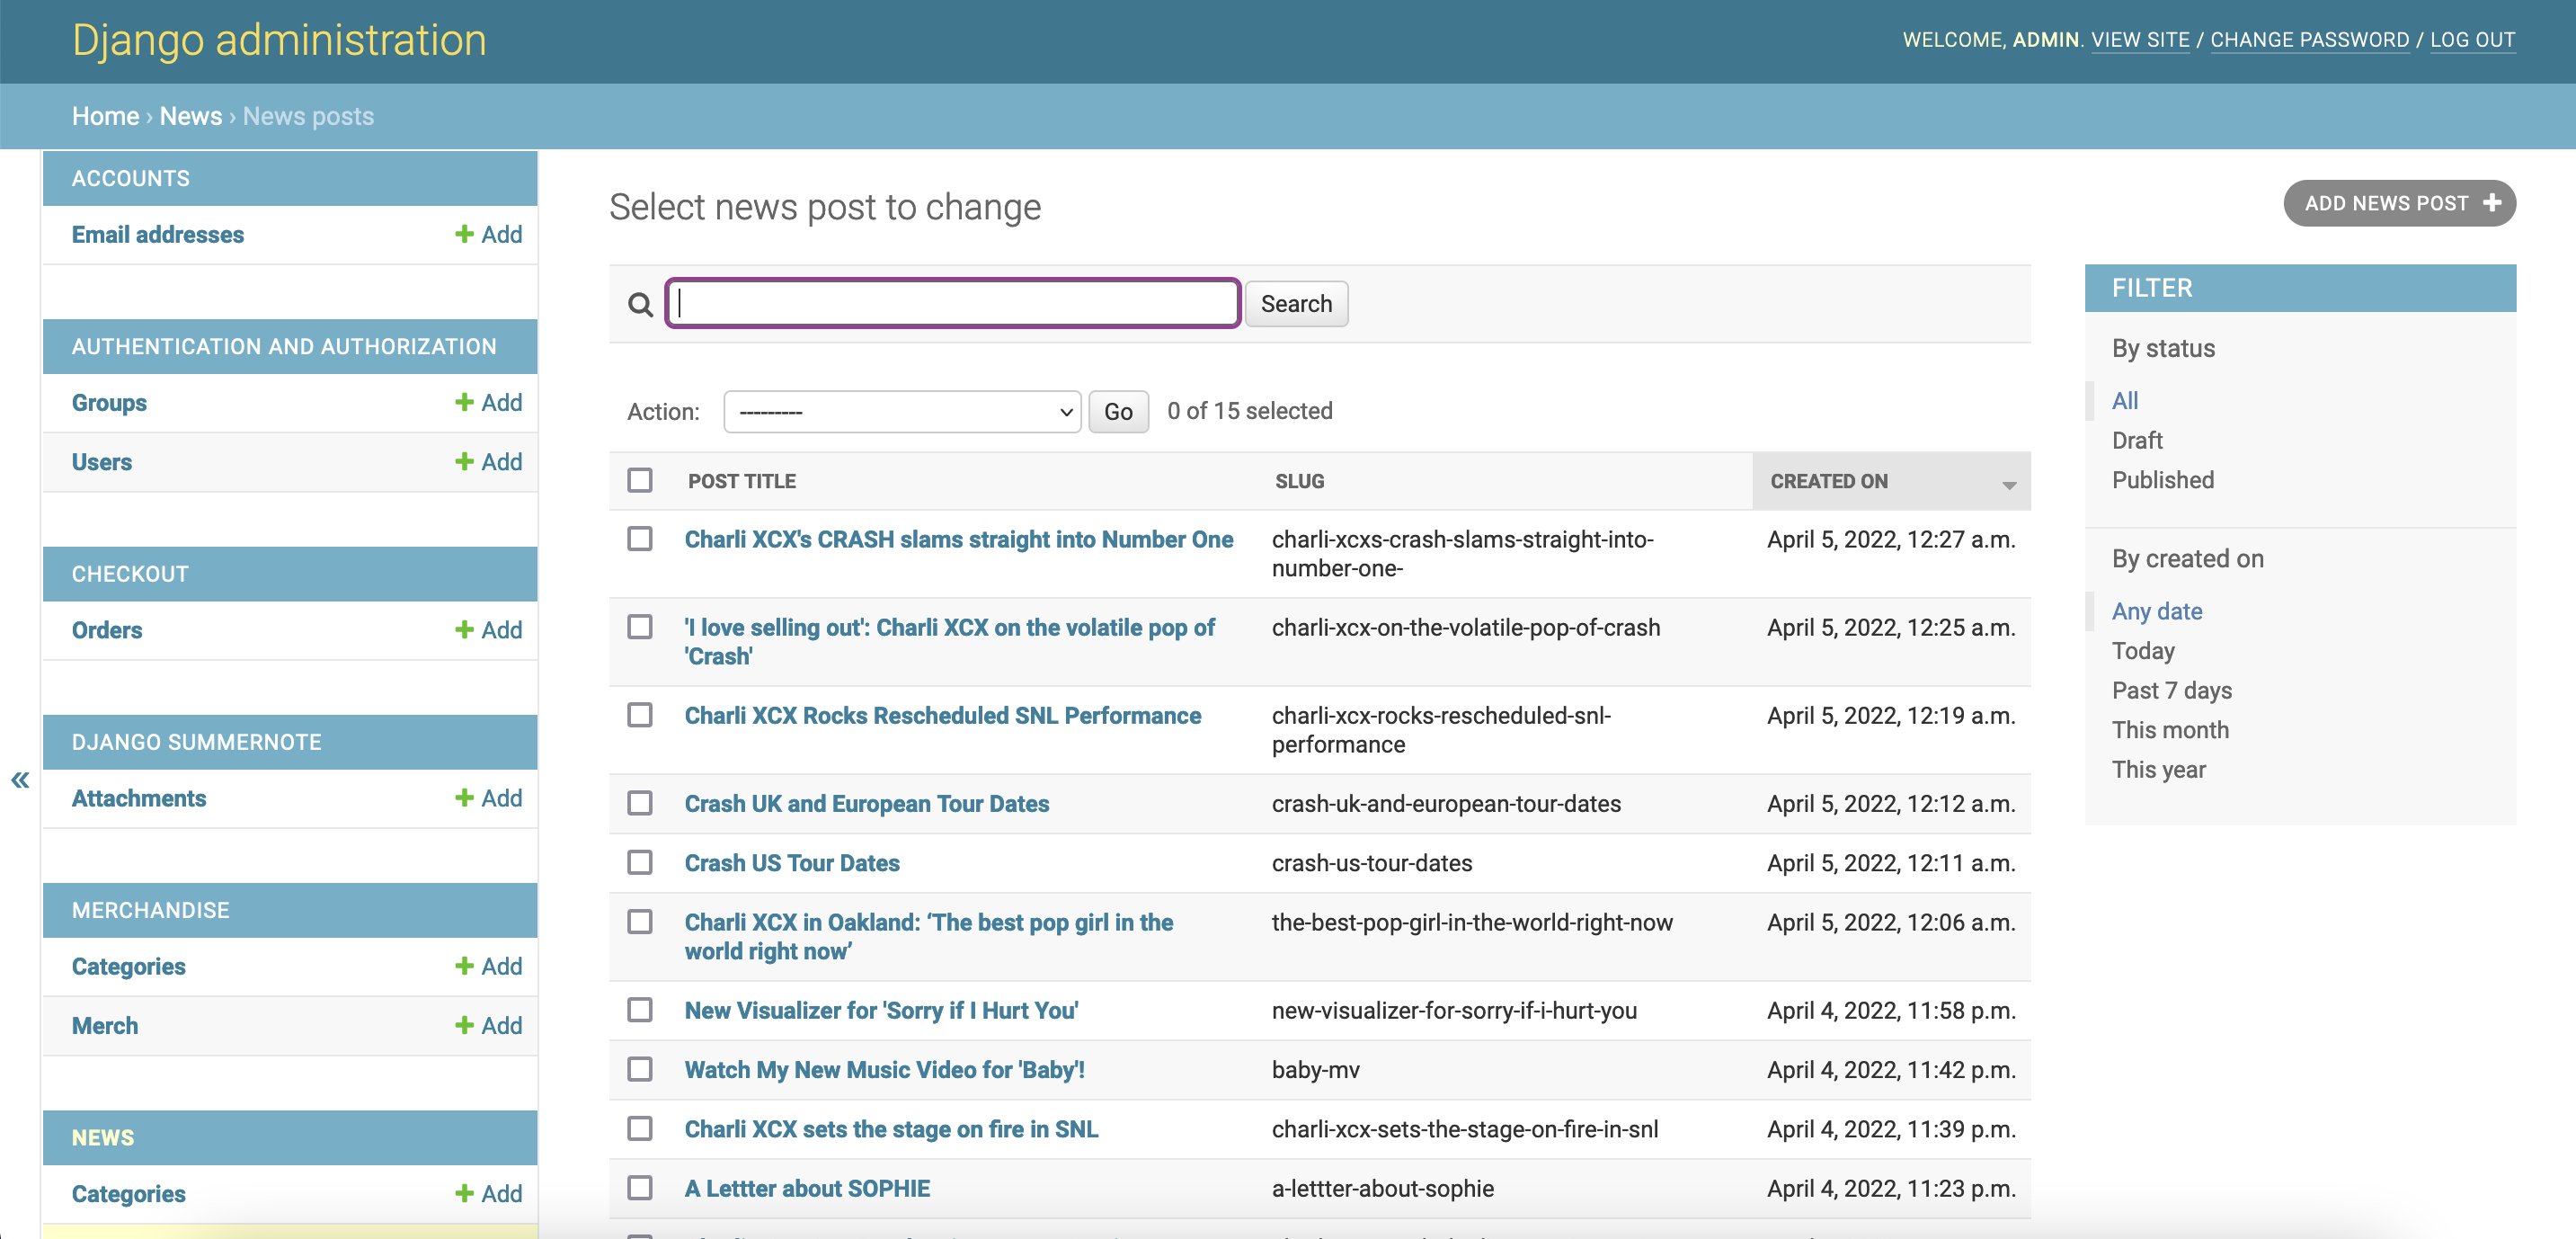 Django administration
WELCOME, ADMIN. VIEW SITE / CHANGE PASSWORD / LOG OUT
Home › News › News posts
ACCOUNTS
Email addresses
Add
AUTHENTICATION AND AUTHORIZATION
Groups
Add
Users
Add
CHECKOUT
Orders
Add
DJANGO SUMMERNOTE
Attachments
Add
MERCHANDISE
Categories
Add
Merch
Add
NEWS
Categories
Add
«
Select news post to change
ADD NEWS POST
Search
Action:
---------
Go
0 of 15 selected
POST TITLE SLUG CREATED ON
Charli XCX's CRASH slams straight into Number One
charli-xcxs-crash-slams-straight-into-
number-one-
April 5, 2022, 12:27 a.m.
'I love selling out': Charli XCX on the volatile pop of
'Crash'
charli-xcx-on-the-volatile-pop-of-crash
April 5, 2022, 12:25 a.m.
Charli XCX Rocks Rescheduled SNL Performance
charli-xcx-rocks-rescheduled-snl-
performance
April 5, 2022, 12:19 a.m.
Crash UK and European Tour Dates
crash-uk-and-european-tour-dates
April 5, 2022, 12:12 a.m.
Crash US Tour Dates
crash-us-tour-dates
April 5, 2022, 12:11 a.m.
Charli XCX in Oakland: ‘The best pop girl in the
world right now’
the-best-pop-girl-in-the-world-right-now
April 5, 2022, 12:06 a.m.
New Visualizer for 'Sorry if I Hurt You'
new-visualizer-for-sorry-if-i-hurt-you
April 4, 2022, 11:58 p.m.
Watch My New Music Video for 'Baby'!
baby-mv
April 4, 2022, 11:42 p.m.
Charli XCX sets the stage on fire in SNL
charli-xcx-sets-the-stage-on-fire-in-snl
April 4, 2022, 11:39 p.m.
A Lettter about SOPHIE
a-lettter-about-sophie
April 4, 2022, 11:23 p.m.
FILTER
By status
All
Draft
Published
By created on
Any date
Today
Past 7 days
This month
This year